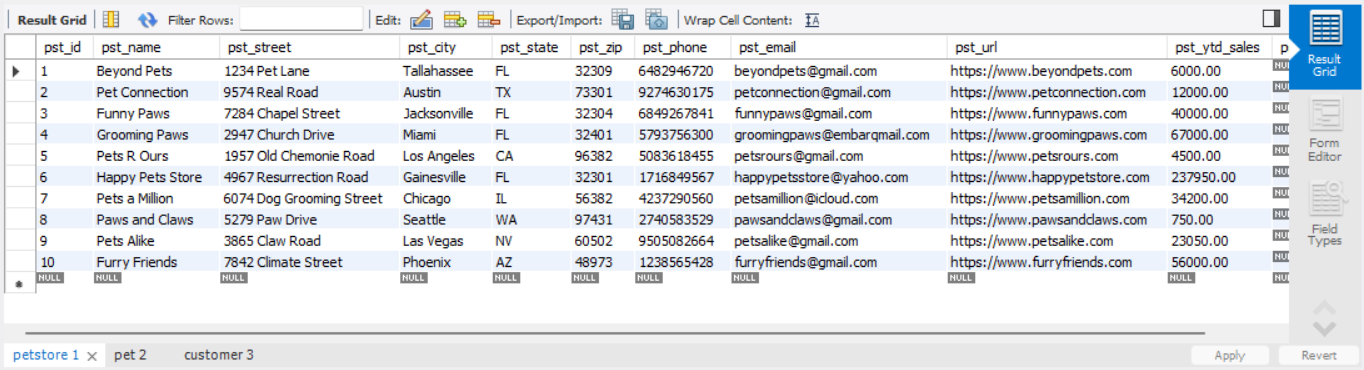 Result Grid Filter Rows: Edit: Export/Import: Wrap Cell Content: IA
pst_id pst_name pst_street pst_city pst_state pst_zip pst_phone pst_email pst_url pst_ytd_sales p
1 Beyond Pets 1234 Pet Lane Tallahassee FL 32309 6482946720 beyondpets@gmail.com https://www.beyondpets.com 6000.00 NUL
2 Pet Connection 9574 Real Road Austin TX 73301 9274630175 petconnection@gmail.com https://www.petconnection.com 12000.00 NUL
3 Funny Paws 7284 Chapel Street Jacksonville FL 32304 6849267841 funnypaws@gmail.com https://www.funnypaws.com 40000.00 NUL
4 Grooming Paws 2947 Church Drive Miami FL 32401 5793756300 groomingpaws@embarqmail.com https://www.groomingpaws.com 67000.00 NUL
5 Pets R Ours 1957 Old Chemonie Road Los Angeles CA 96382 5083618455 petsrours@gmail.com https://www.petsrours.com 4500.00 NUL
6 Happy Pets Store 4967 Resurrection Road Gainesville FL 32301 1716849567 happypetsstore@yahoo.com https://www.happypetstore.com 237950.00 NUL
7 Pets a Million 6074 Dog Grooming Street Chicago IL 56382 4237290560 petsamillion@icloud.com https://www.petsamillion.com 34200.00 NUL
8 Paws and Claws 5279 Paw Drive Seattle WA 97431 2740583529 pawsandclaws@gmail.com https://www.pawsandclaws.com 750.00 NUL
9 Pets Alike 3865 Claw Road Las Vegas NV 60502 9505082664 petsalike@gmail.com https://www.petsalike.com 23050.00 NUL
10 Furry Friends 7842 Climate Street Phoenix AZ 48973 1238565428 furryfriends@gmail.com https://www.furryfriends.com 56000.00 NUL
NULL NULL NULL NULL NULL NULL NULL NULL NULL NULL NUL
Result
Grid
Form
Editor
Field
Types
petstore 1 pet 2 customer 3 Apply Revert